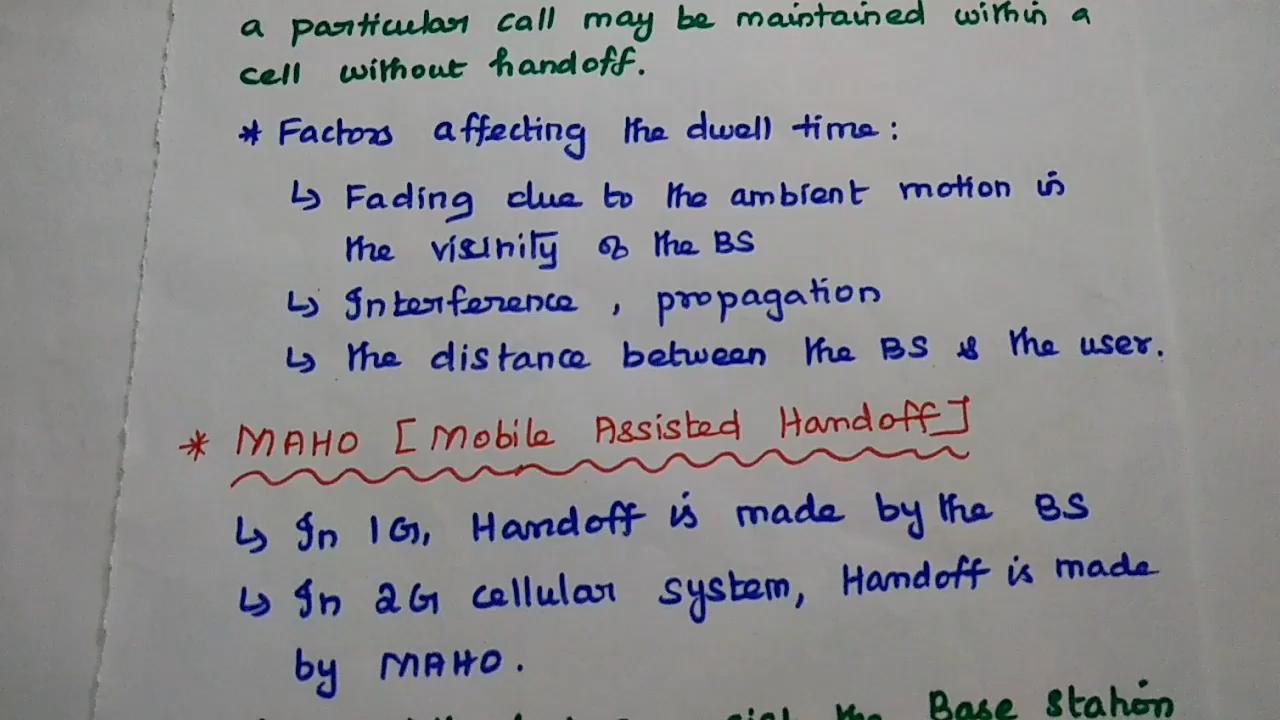 a particular call may be maintained within a
cell without handoff.
* Factors affecting the dwell time :
↳ Fading due to the ambient motion in
the visinity of the BS
↳ Interference , propagation
↳ the distance between the BS & the user.
* MAHO [Mobile Assisted Handoff]
↳ In 1G, Handoff is made by the BS
↳ In 2G cellular system, Handoff is made
by MAHO.
the Base station